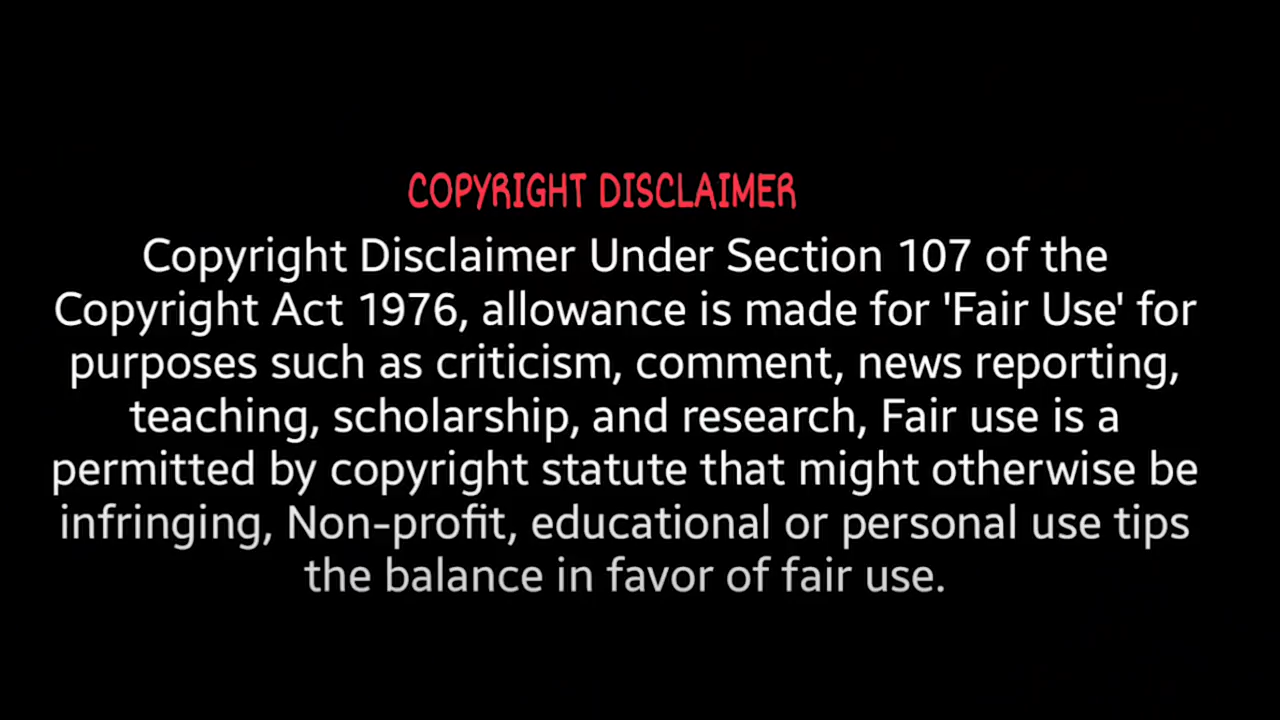 COPYRIGHT DISCLAIMER
Copyright Disclaimer Under Section 107 of the
Copyright Act 1976, allowance is made for 'Fair Use' for
purposes such as criticism, comment, news reporting,
teaching, scholarship, and research, Fair use is a
permitted by copyright statute that might otherwise be
infringing, Non-profit, educational or personal use tips
the balance in favor of fair use.